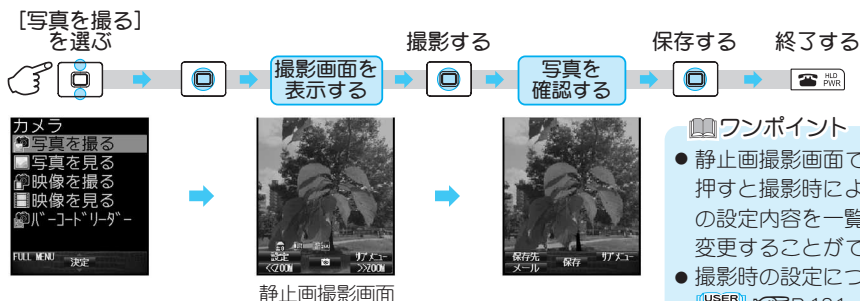 ［写真を撮る］
を選ぶ
撮影する
保存する
終了する
撮影画面を
表示する
写真を
確認する
HLD
PWR
カメラ
写真を撮る
写真を見る
映像を撮る
映像を見る
ﾊﾞｰｺｰﾄﾞﾘｰﾀﾞｰ
FULL MENU
決定
設定
ｻﾌﾞﾒﾆｭｰ
<<ZOOM
>>ZOOM
静止画撮影画面
保存先
ｻﾌﾞﾒﾆｭｰ
メール
保存
ワンポイント
● 静止画撮影画面で
押すと撮影時によ
の設定内容を一覧
変更することがで
● 撮影時の設定につ
USER